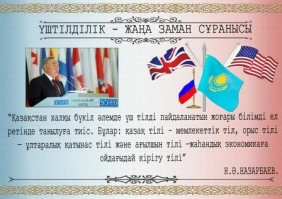 ҮШТІЛДІЛІК - ЖАҢА ЗАМАН СҰРАНЫСЫ
"Қазақстан халқы бүкіл әлемде үш тілді пайдаланатын жоғары білімді ел
ретінде танылуға тиіс. Бұлар: қазақ тілі - мемлекеттік тіл, орыс тілі
- ұлтаралық қатынас тілі және ағылшын тілі -жаһандық экономикаға
ойдағыдай кірігу тілі"
Н.Ә.НАЗАРБАЕВ.